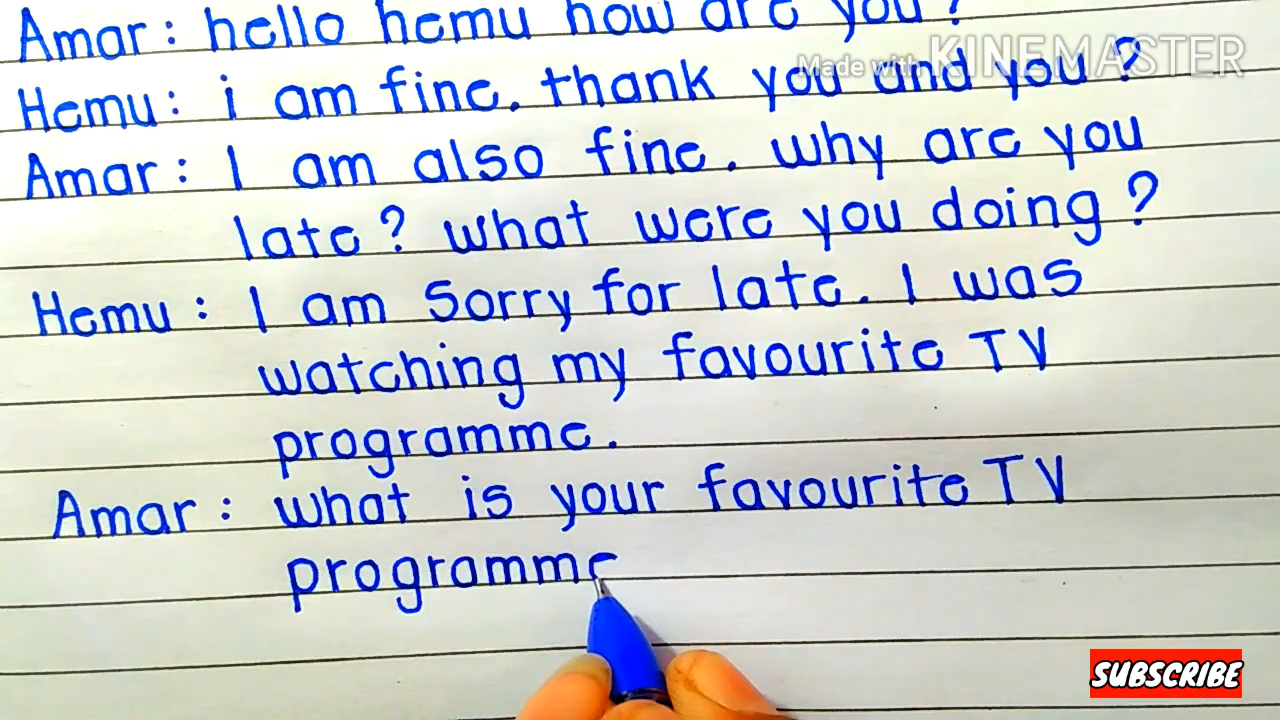 Amar: hello hemu how are you?
Made with KINEMASTER
Hemu: i am fine. thank you and you?
Amar: I am also fine. why are you
late? what were you doing?
Hemu: I am sorry for late. I was
watching my favourite TV
programme.
Amar: what is your favourite TV
programme
SUBSCRIBE